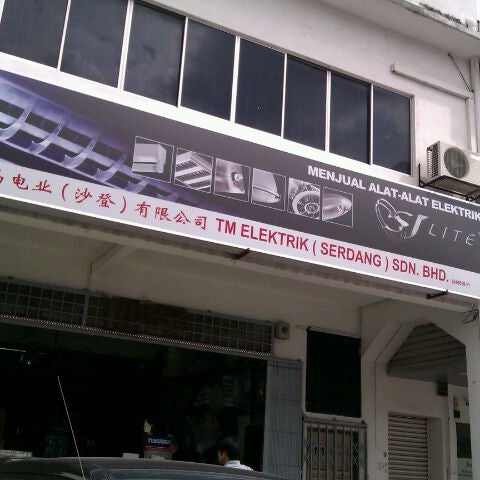 MENJUAL ALAT-ALAT ELEKTRIK
LITE
电业（沙登）有限公司 TM ELEKTRIK ( SERDANG ) SDN. BHD.